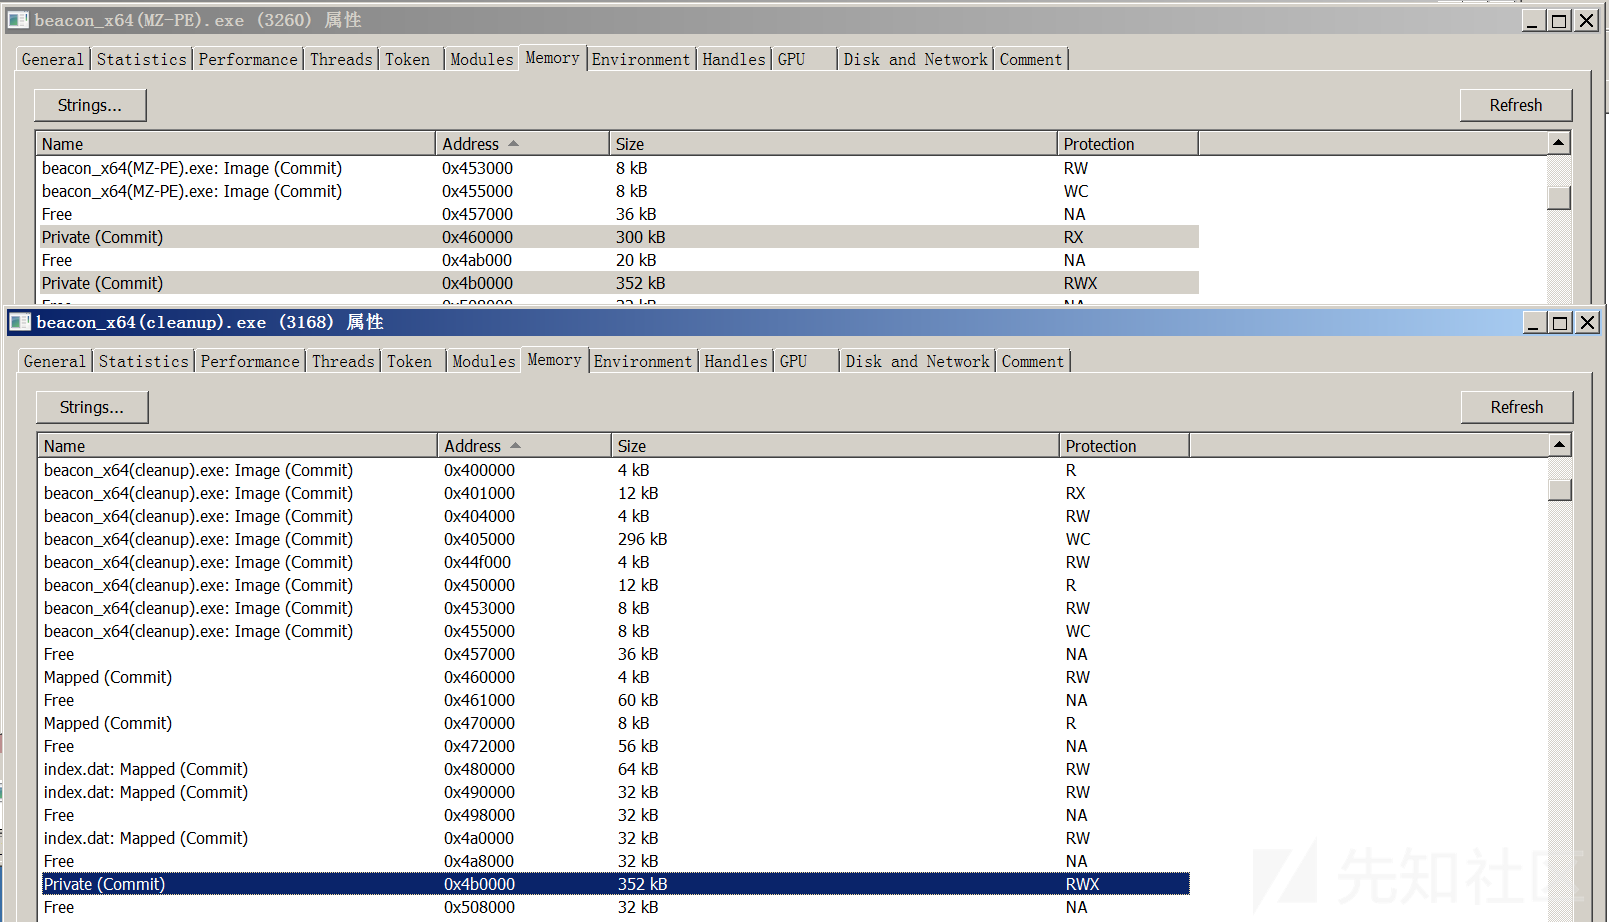 beacon_x64(MZ-PE).exe (3260) 属性
General Statistics Performance Threads Token Modules Memory Environment Handles GPU Disk and Network Comment
Strings... Refresh
Name Address Size Protection
beacon_x64(MZ-PE).exe: Image (Commit) 0x453000 8 kB RW
beacon_x64(MZ-PE).exe: Image (Commit) 0x455000 8 kB WC
Free 0x457000 36 kB NA
Private (Commit) 0x460000 300 kB RX
Free 0x4ab000 20 kB NA
Private (Commit) 0x4b0000 352 kB RWX
beacon_x64(cleanup).exe (3168) 属性
General Statistics Performance Threads Token Modules Memory Environment Handles GPU Disk and Network Comment
Strings... Refresh
Name Address Size Protection
beacon_x64(cleanup).exe: Image (Commit) 0x400000 4 kB R
beacon_x64(cleanup).exe: Image (Commit) 0x401000 12 kB RX
beacon_x64(cleanup).exe: Image (Commit) 0x404000 4 kB RW
beacon_x64(cleanup).exe: Image (Commit) 0x405000 296 kB WC
beacon_x64(cleanup).exe: Image (Commit) 0x44f000 4 kB RW
beacon_x64(cleanup).exe: Image (Commit) 0x450000 12 kB R
beacon_x64(cleanup).exe: Image (Commit) 0x453000 8 kB RW
beacon_x64(cleanup).exe: Image (Commit) 0x455000 8 kB WC
Free 0x457000 36 kB NA
Mapped (Commit) 0x460000 4 kB RW
Free 0x461000 60 kB NA
Mapped (Commit) 0x470000 8 kB R
Free 0x472000 56 kB NA
index.dat: Mapped (Commit) 0x480000 64 kB RW
index.dat: Mapped (Commit) 0x490000 32 kB RW
Free 0x498000 32 kB NA
index.dat: Mapped (Commit) 0x4a0000 32 kB RW
Free 0x4a8000 32 kB NA
Private (Commit) 0x4b0000 352 kB RWX
Free 0x508000 32 kB NA
先知社区